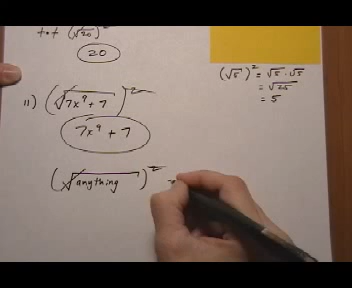 (√20)²
20
11) (√7x⁹ + 7)²
7x⁹ + 7
(√anything)²
(√5)² = √5 · √5
= √25
= 5